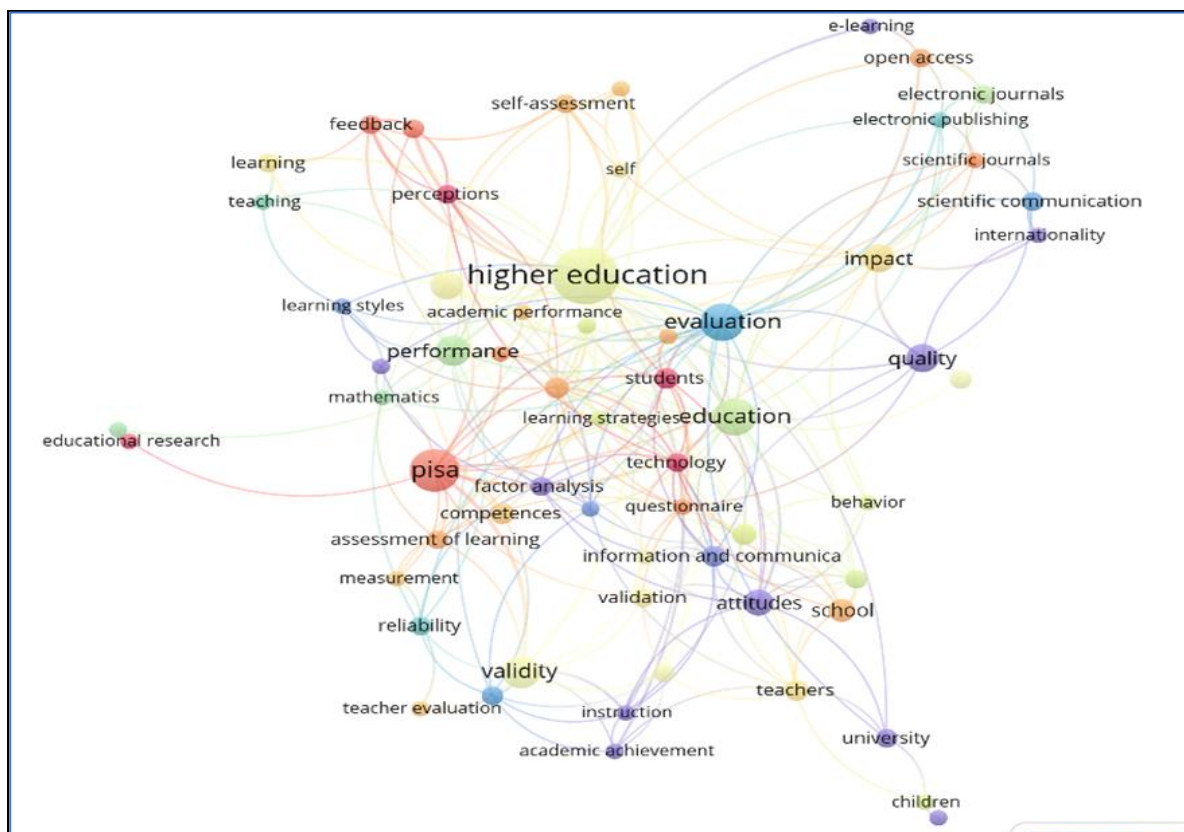 e-learning
open access
electronic journals
self-assessment
electronic publishing
feedback
learning
scientific journals
self
teaching
perceptions
scientific communication
internationality
impact
higher education
learning styles
academic performance
evaluation
performance
quality
students
mathematics
learning strategies
education
educational research
technology
pisa
factor analysis
behavior
competences
questionnaire
assessment of learning
information and communica
measurement
validation
attitudes
school
reliability
validity
teachers
teacher evaluation
instruction
university
academic achievement
children